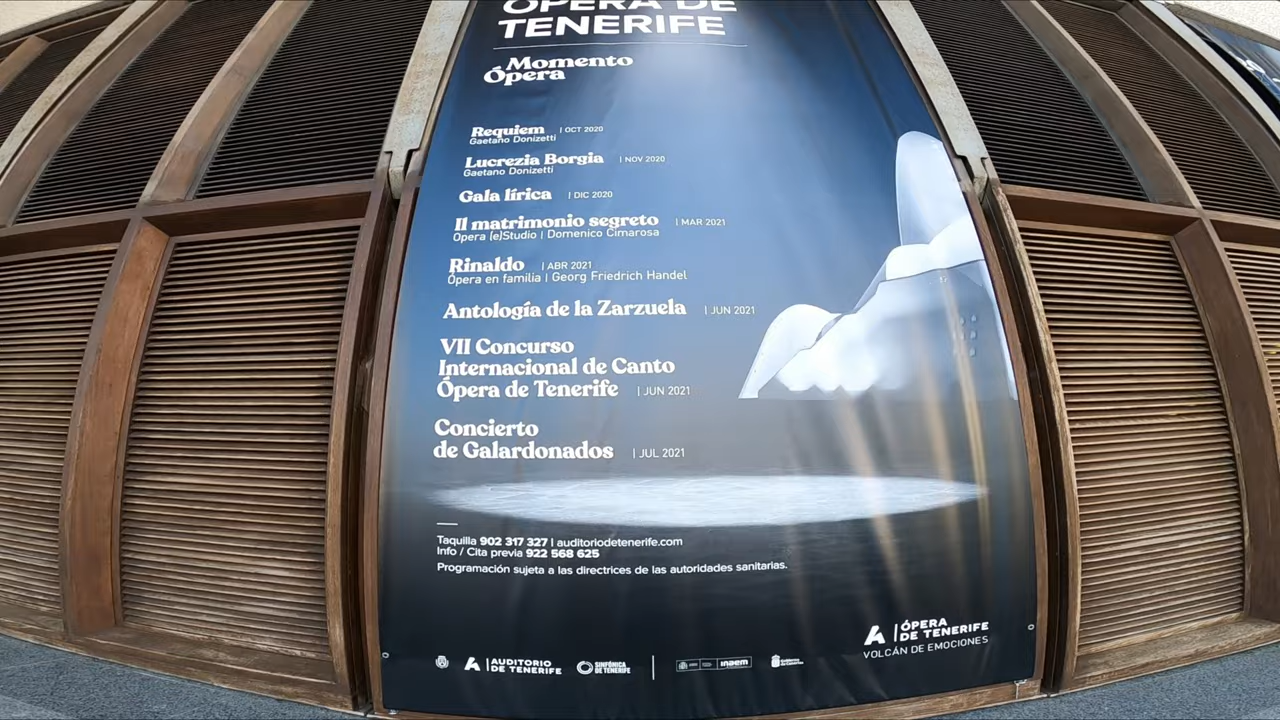 ÓPERA DE
TENERIFE
Momento
Ópera
Requiem | OCT 2020
Gaetano Donizetti
Lucrezia Borgia | NOV 2020
Gaetano Donizetti
Gala lírica | DIC 2020
Il matrimonio segreto | MAR 2021
Opera (e)Studio | Domenico Cimarosa
Rinaldo | ABR 2021
Ópera en familia | Georg Friedrich Handel
Antología de la Zarzuela | JUN 2021
VII Concurso
Internacional de Canto
Ópera de Tenerife | JUN 2021
Concierto
de Galardonados | JUL 2021
Taquilla 902 317 327 | auditoriodetenerife.com
Info / Cita previa 922 568 625
Programación sujeta a las directrices de las autoridades sanitarias.
ÓPERA
DE TENERIFE
VOLCÁN DE EMOCIONES
AUDITORIO
DE TENERIFE
SINFÓNICA
DE TENERIFE
inaem